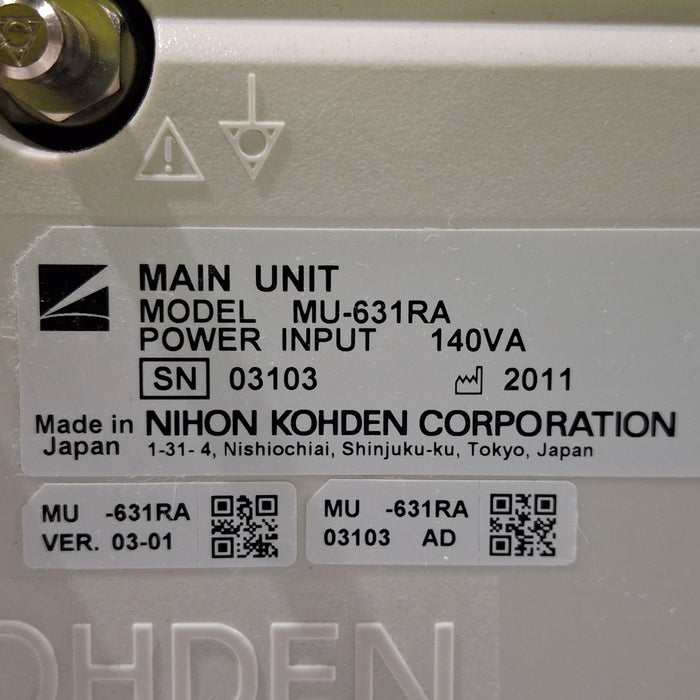 MAIN UNIT
MODEL MU-631RA
POWER INPUT 140VA
SN 03103 2011
Made in Japan NIHON KOHDEN CORPORATION
1-31-4, Nishiochiai, Shinjuku-ku, Tokyo, Japan
MU -631RA
VER. 03-01
MU -631RA
03103 AD
OHDEN